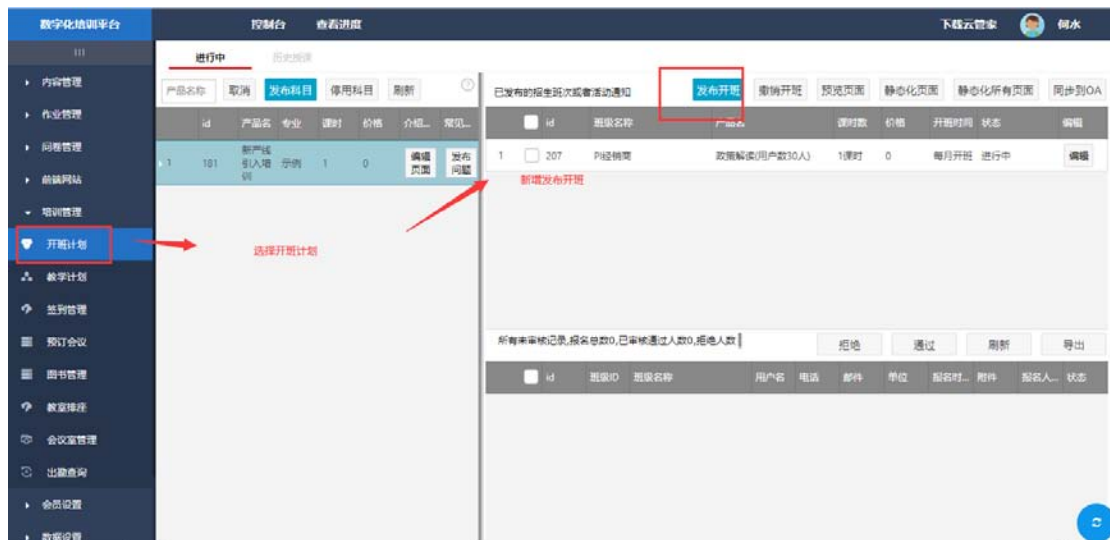 数字化培训平台 控制台 查看进度 下载云管家 何水
进行中 历史授课
内容管理
作业管理
问卷管理
前端网站
培训管理
开班计划
教学计划
签到管理
预订会议
图书管理
教室排座
会议室管理
出勤查询
会员设置
数据设置
产品名称 取消 发布科目 停用科目 刷新
id 产品名 专业 课时 价格 介绍... 常见...
1 181 新产线引入培训 示例 1 0 编辑页面 发布问题
选择开班计划
已发布的招生班次或者活动通知 发布开班 撤销开班 预览页面 静态化页面 静态化所有页面 同步到OA
id 班级名称 产品名 课时数 价格 开班时间 状态 编辑
1 207 PI经销商 政策解读(用户数30人) 1课时 0 每月开班 进行中 编辑
新增发布开班
所有未审核记录,报名总数0,已审核通过人数0,拒绝人数 拒绝 通过 刷新 导出
id 班级ID 班级名称 用户名 电话 邮件 单位 报名时... 附件 报名人... 状态